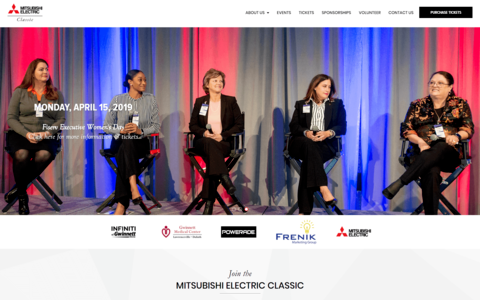 MITSUBISHI
ELECTRIC
Classic
ABOUT US
EVENTS
TICKETS
SPONSORSHIPS
VOLUNTEER
CONTACT US
PURCHASE TICKETS
MONDAY, APRIL 15, 2019
Fiserv Executive Women's Day
Click here for more information & tickets
INFINITI
of Gwinnett
Gwinnett
Medical Center
POWERADE
FRENIK
Marketing Group
MITSUBISHI
ELECTRIC
Join the
MITSUBISHI ELECTRIC CLASSIC